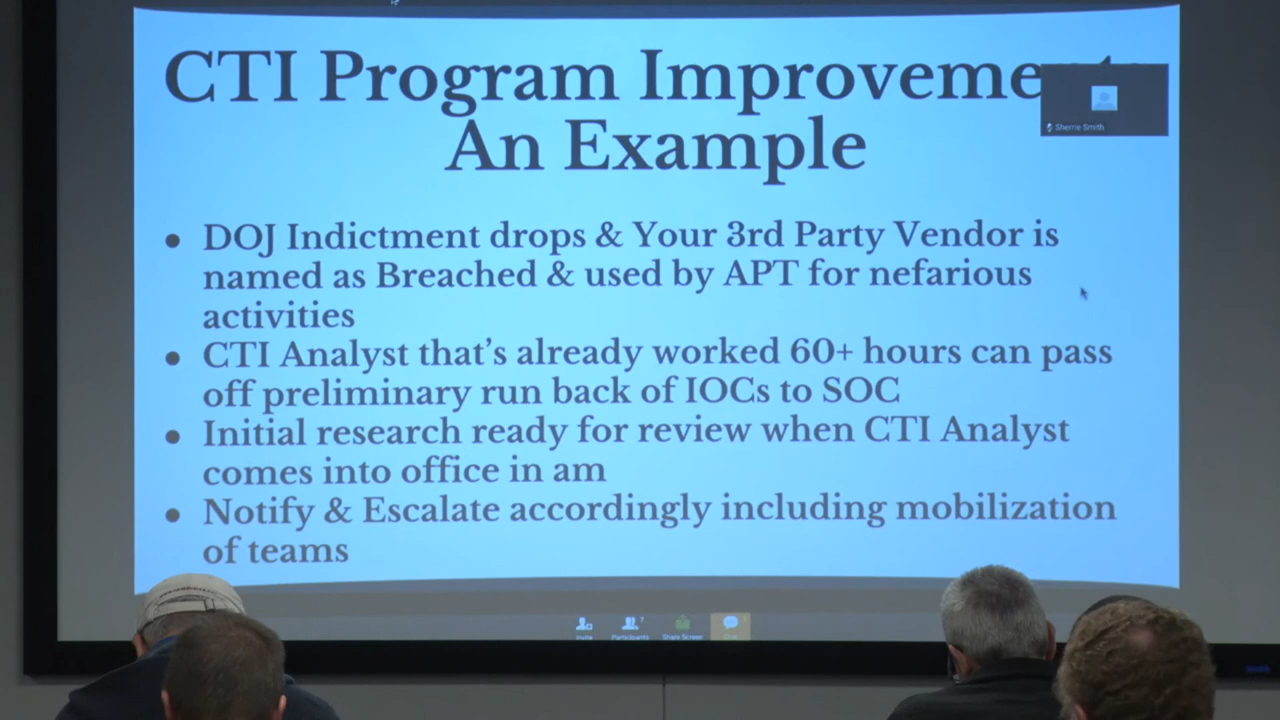 CTI Program Improveme
An Example
Sherrie Smith
• DOJ Indictment drops & Your 3rd Party Vendor is
named as Breached & used by APT for nefarious
activities
• CTI Analyst that's already worked 60+ hours can pass
off preliminary run back of IOCs to SOC
• Initial research ready for review when CTI Analyst
comes into office in am
• Notify & Escalate accordingly including mobilization
of teams
Invite Participants 7 Share Screen Chat